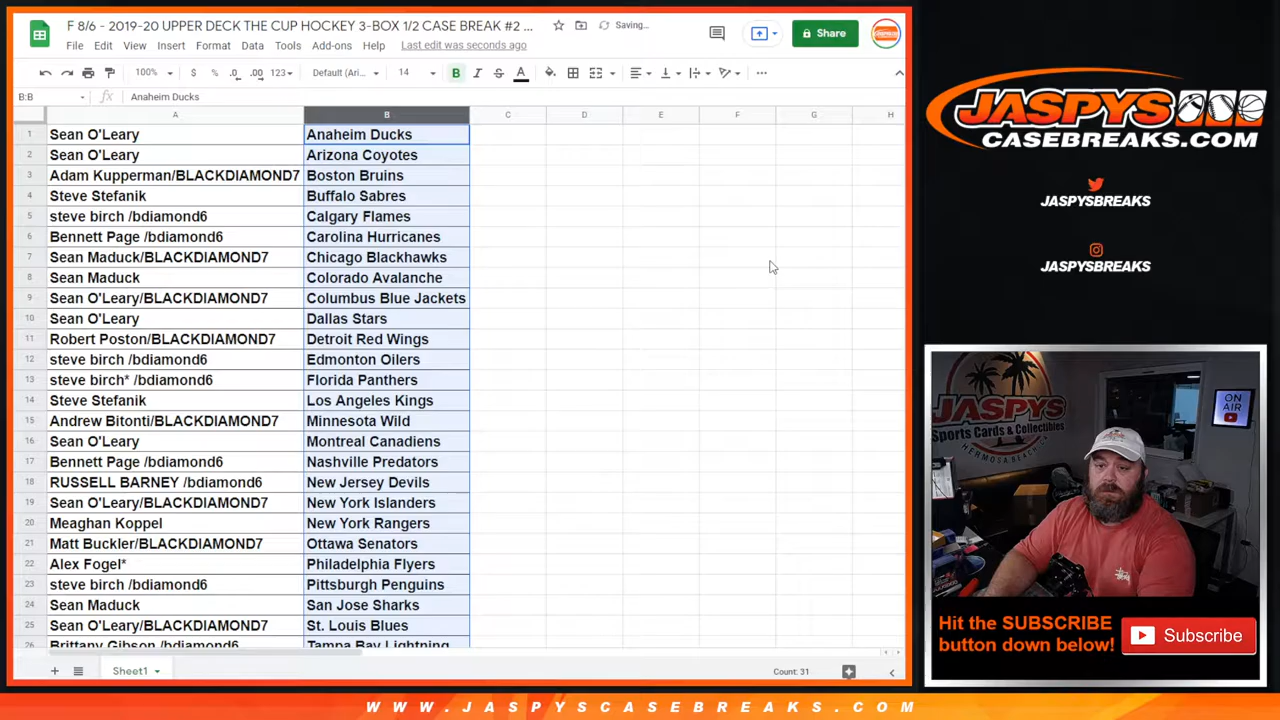 F 8/6 - 2019-20 UPPER DECK THE CUP HOCKEY 3-BOX 1/2 CASE BREAK #2 ...
Saving...
File Edit View Insert Format Data Tools Add-ons Help Last edit was seconds ago
Share
100% $ % .0 .00 123 Default (Ari... 14 B I S A
B:B fx Anaheim Ducks
A B C D E F G H
1 Sean O'Leary Anaheim Ducks
2 Sean O'Leary Arizona Coyotes
3 Adam Kupperman/BLACKDIAMOND7 Boston Bruins
4 Steve Stefanik Buffalo Sabres
5 steve birch /bdiamond6 Calgary Flames
6 Bennett Page /bdiamond6 Carolina Hurricanes
7 Sean Maduck/BLACKDIAMOND7 Chicago Blackhawks
8 Sean Maduck Colorado Avalanche
9 Sean O'Leary/BLACKDIAMOND7 Columbus Blue Jackets
10 Sean O'Leary Dallas Stars
11 Robert Poston/BLACKDIAMOND7 Detroit Red Wings
12 steve birch /bdiamond6 Edmonton Oilers
13 steve birch* /bdiamond6 Florida Panthers
14 Steve Stefanik Los Angeles Kings
15 Andrew Bitonti/BLACKDIAMOND7 Minnesota Wild
16 Sean O'Leary Montreal Canadiens
17 Bennett Page /bdiamond6 Nashville Predators
18 RUSSELL BARNEY /bdiamond6 New Jersey Devils
19 Sean O'Leary/BLACKDIAMOND7 New York Islanders
20 Meaghan Koppel New York Rangers
21 Matt Buckler/BLACKDIAMOND7 Ottawa Senators
22 Alex Fogel* Philadelphia Flyers
23 steve birch /bdiamond6 Pittsburgh Penguins
24 Sean Maduck San Jose Sharks
25 Sean O'Leary/BLACKDIAMOND7 St. Louis Blues
26 Brittany Gibson /bdiamond6 Tampa Bay Lightning
Sheet1 Count: 31
JASPYS
CASEBREAKS.COM
JASPYSBREAKS
JASPYSBREAKS
JASPYS
Sports Cards & Collectibles
HERMOSA BEACH CA
ON
AIR
Hit the SUBSCRIBE
button down below!
Subscribe
WWW.JASPYSCASEBREAKS.COM